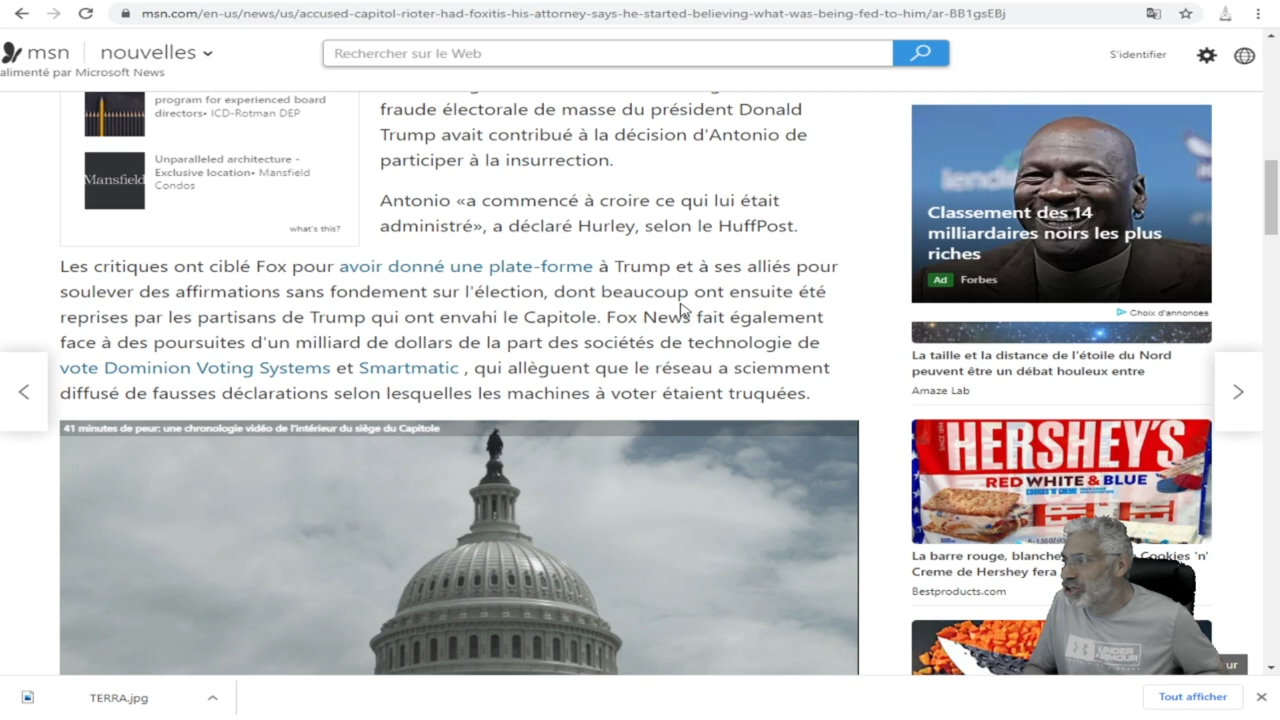 msn.com/en-us/news/us/accused-capitol-rioter-had-foxitis-his-attorney-says-he-started-believing-what-was-being-fed-to-him/ar-BB1gsEBj
msn
nouvelles
alimenté par Microsoft News
Rechercher sur le Web
S'identifier
program for experienced board
directors• ICD-Rotman DEP
Mansfield
Unparalleled architecture -
Exclusive location• Mansfield
Condos
what's this?
fraude électorale de masse du président Donald
Trump avait contribué à la décision d'Antonio de
participer à la insurrection.
Antonio «a commencé à croire ce qui lui était
administré», a déclaré Hurley, selon le HuffPost.
Les critiques ont ciblé Fox pour avoir donné une plate-forme à Trump et à ses alliés pour
soulever des affirmations sans fondement sur l'élection, dont beaucoup ont ensuite été
reprises par les partisans de Trump qui ont envahi le Capitole. Fox News fait également
face à des poursuites d'un milliard de dollars de la part des sociétés de technologie de
vote Dominion Voting Systems et Smartmatic , qui allèguent que le réseau a sciemment
diffusé de fausses déclarations selon lesquelles les machines à voter étaient truquées.
41 minutes de peur: une chronologie vidéo de l'intérieur du siège du Capitole
Classement des 14
milliardaires noirs les plus
riches
Ad Forbes
Choix d'annonces
La taille et la distance de l'étoile du Nord
peuvent être un débat houleux entre
Amaze Lab
HERSHEY'S
RED WHITE & BLUE
COOKIES 'N' CREME
La barre rouge, blanche Cookies 'n'
Creme de Hershey fera
Bestproducts.com
UNDER ARMOUR
ur
TERRA.jpg
Tout afficher